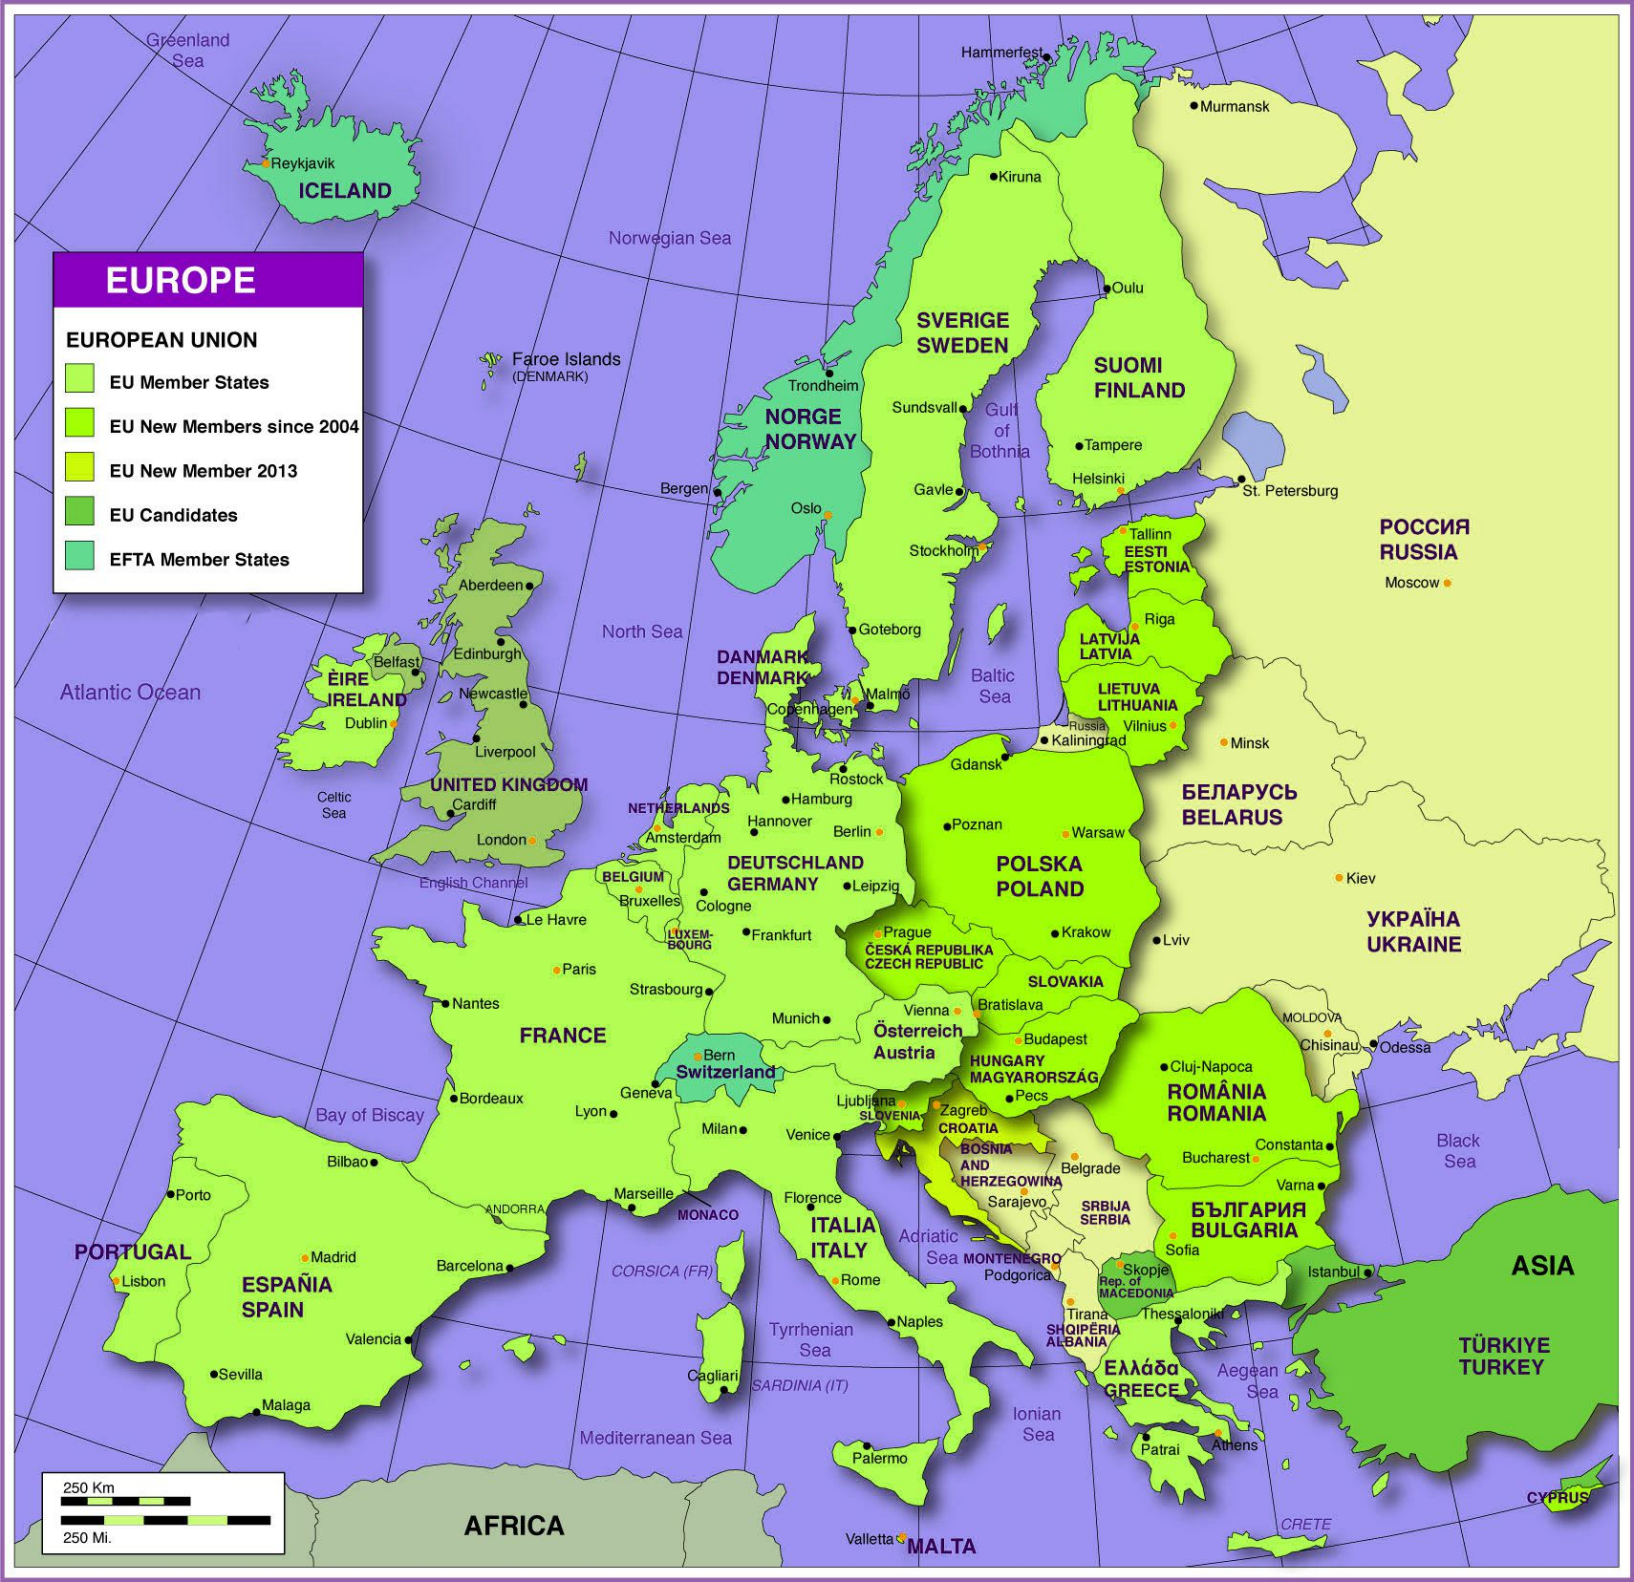 Greenland
Sea
Hammerfest
Murmansk
Reykjavik
ICELAND
Kiruna
Norwegian Sea
EUROPE
EUROPEAN UNION
EU Member States
EU New Members since 2004
EU New Member 2013
EU Candidates
EFTA Member States
Oulu
SVERIGE
SWEDEN
Faroe Islands
(DENMARK)
SUOMI
FINLAND
Trondheim
NORGE
NORWAY
Sundsvall
Gulf
of
Bothnia
Tampere
Helsinki
Bergen
Gavle
St. Petersburg
Oslo
Stockholm
Tallinn
EESTI
ESTONIA
РОССИЯ
RUSSIA
Moscow
Aberdeen
North Sea
Goteborg
Riga
LATVIJA
LATVIA
Edinburgh
Belfast
DANMARK
DENMARK
Baltic
Sea
ÈIRE
IRELAND
Atlantic Ocean
Newcastle
Malmö
Copenhagen
LIETUVA
LITHUANIA
Dublin
Vilnius
Russia
Kaliningrad
Minsk
Liverpool
Gdansk
Rostock
UNITED KINGDOM
Celtic
Sea
Cardiff
NETHERLANDS
Hamburg
БЕЛАРУСЬ
BELARUS
Hannover
Amsterdam
Berlin
Poznan
Warsaw
London
English Channel
DEUTSCHLAND
GERMANY
POLSKA
POLAND
BELGIUM
Bruxelles
Leipzig
Cologne
Kiev
Le Havre
LUXEM-
BOURG
Frankfurt
Prague
Krakow
Lviv
УКРАЇНА
UKRAINE
ČESKÁ REPUBLIKA
CZECH REPUBLIC
Paris
Strasbourg
SLOVAKIA
Nantes
Munich
Vienna
Bratislava
Österreich
Austria
MOLDOVA
Chisinau
Odessa
FRANCE
Budapest
HUNGARY
MAGYARORSZÁG
Bern
Switzerland
Cluj-Napoca
Geneva
Pecs
ROMÂNIA
ROMANIA
Bordeaux
Bay of Biscay
Lyon
Ljubljana
SLOVENIA
Zagreb
CROATIA
Milan
Venice
Constanta
Bucharest
Black
Sea
BOSNIA
AND
HERZEGOWINA
Belgrade
Bilbao
Sarajevo
Varna
Porto
Marseille
Florence
ANDORRA
MONACO
SRBIJA
SERBIA
БЪЛГАРИЯ
BULGARIA
ITALIA
ITALY
Adriatic
Sea
Sofia
PORTUGAL
Madrid
Barcelona
CORSICA (FR)
MONTENEGRO
Podgorica
Skopje
Rep. of
MACEDONIA
Istanbul
ASIA
Lisbon
Rome
ESPAÑIA
SPAIN
Tirana
Thessaloniki
Naples
Valencia
Tyrrhenian
Sea
SHQIPËRIA
ALBANIA
TÜRKIYE
TURKEY
Sevilla
Cagliari
SARDINIA (IT)
Ελλάδα
GREECE
Aegean
Sea
Malaga
Ionian
Sea
Mediterranean Sea
Palermo
Patrai
Athens
250 Km
250 Mi.
CYPRUS
AFRICA
CRETE
Valletta
MALTA